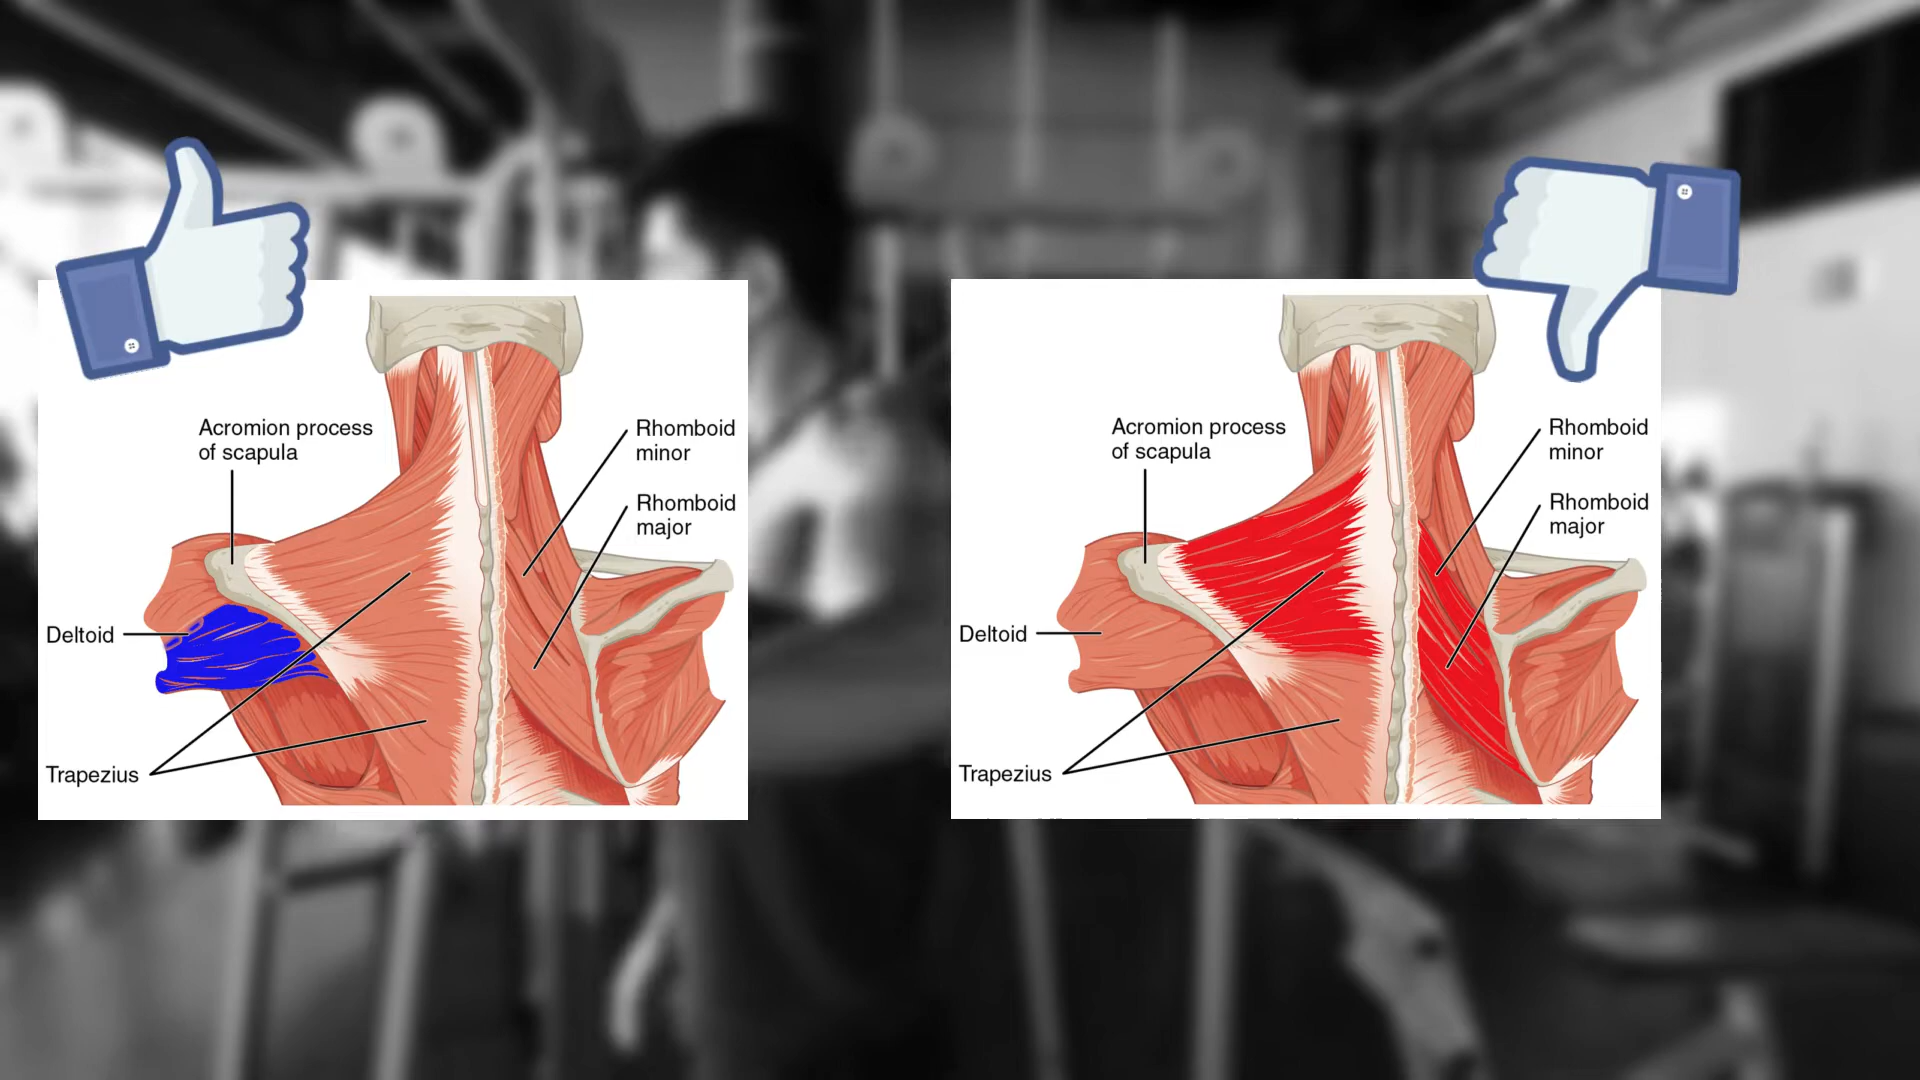 Acromion process
of scapula
Rhomboid
minor
Rhomboid
major
Deltoid
Trapezius
Acromion process
of scapula
Rhomboid
minor
Rhomboid
major
Deltoid
Trapezius